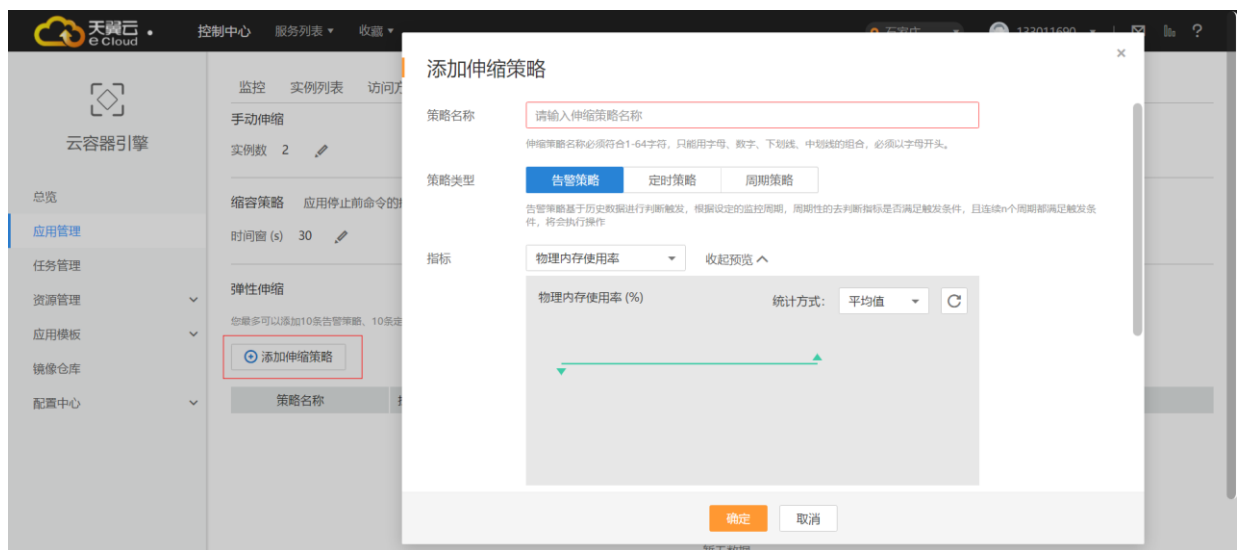 天翼云
e Cloud
控制中心
服务列表
收藏
133011690
?
云容器引擎
总览
应用管理
任务管理
资源管理
应用模板
镜像仓库
配置中心
监控 实例列表
手动伸缩
实例数 2
缩容策略 应用停止前命令的
时间窗 (s) 30
弹性伸缩
您最多可以添加10条告警策略、10条定
添加伸缩策略
策略名称
添加伸缩策略
×
策略名称
请输入伸缩策略名称
伸缩策略名称必须符合1-64字符，只能用字母、数字、下划线、中划线的组合，必须以字母开头。
策略类型
告警策略 定时策略 周期策略
告警策略基于历史数据进行判断触发，根据设定的监控周期，周期性的去判断指标是否满足触发条件，且连续n个周期都满足触发条
件，将会执行操作
指标
物理内存使用率
收起预览
物理内存使用率 (%)
统计方式: 平均值
确定 取消